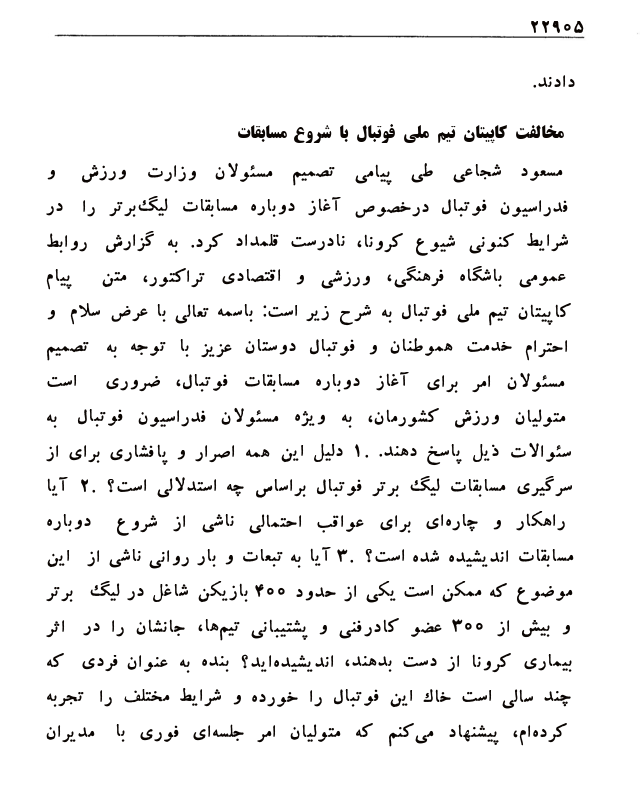 ۲۲۹۰۵
دادند.
مخالفت کاپیتان تیم ملی فوتبال با شروع مسابقات
مسعود شجاعی طی پیامی تصمیم مسئولان وزارت ورزش و
فدراسیون فوتبال درخصوص آغاز دوباره مسابقات لیگ‌برتر را در
شرایط کنونی شیوع کرونا، نادرست قلمداد کرد. به گزارش روابط
عمومی باشگاه فرهنگی، ورزشی و اقتصادی تراکتور، متن پیام
کاپیتان تیم ملی فوتبال به شرح زیر است: باسمه تعالی با عرض سلام و
احترام خدمت هموطنان و فوتبال دوستان عزیز با توجه به تصمیم
مسئولان امر برای آغاز دوباره مسابقات فوتبال، ضروری است
متولیان ورزش کشورمان، به ویژه مسئولان فدراسیون فوتبال به
سئوالات ذیل پاسخ دهند. .۱ دلیل این همه اصرار و پافشاری برای از
سرگیری مسابقات لیگ برتر فوتبال براساس چه استدلالی است؟ .۲ آیا
راهکار و چاره‌ای برای عواقب احتمالی ناشی از شروع دوباره
مسابقات اندیشیده شده است؟ .۳ آیا به تبعات و بار روانی ناشی از این
موضوع که ممکن است یکی از حدود ۴۰۰ بازیکن شاغل در لیگ برتر
و بیش از ۳۰۰ عضو کادرفنی و پشتیبانی تیم‌ها، جانشان را در اثر
بیماری کرونا از دست بدهند، اندیشیده‌اید؟ بنده به عنوان فردی که
چند سالی است خاک این فوتبال را خورده و شرایط مختلف را تجربه
کرده‌ام، پیشنهاد می‌کنم که متولیان امر جلسه‌ای فوری با مدیران